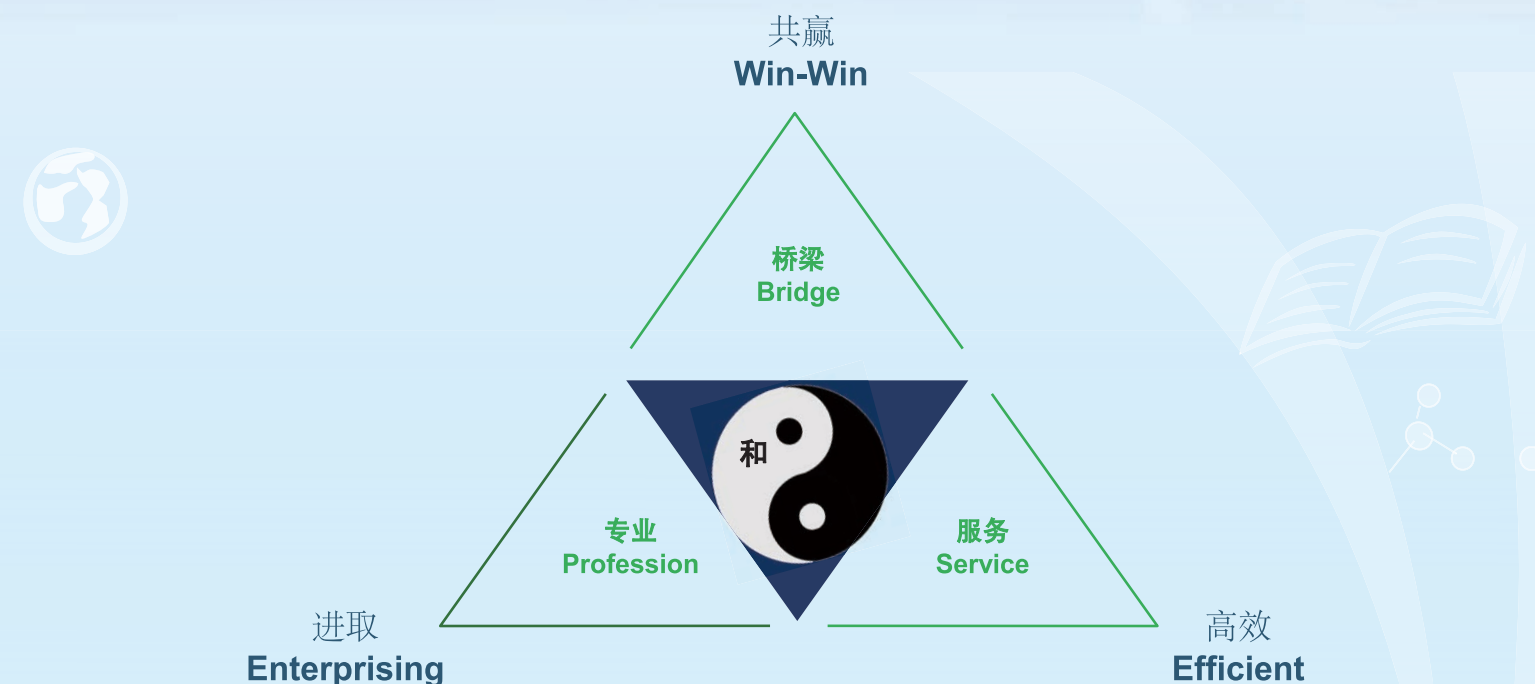 共赢
Win-Win
桥梁
Bridge
和
专业
Profession
服务
Service
进取
Enterprising
高效
Efficient